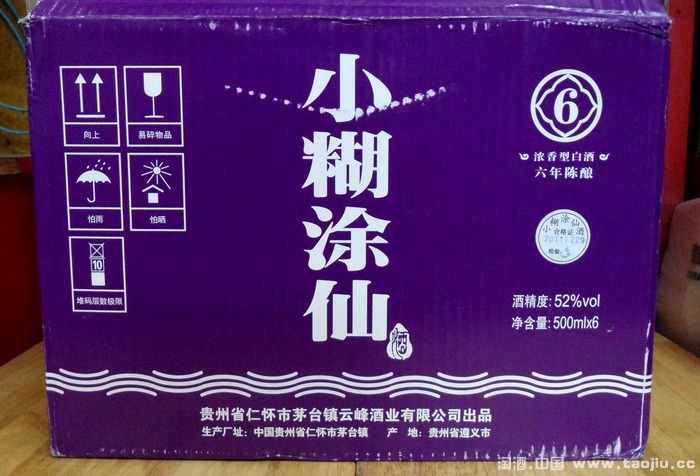 向上
易碎物品
怕雨
怕晒
10
堆码层数极限
小糊涂仙
酒
6
浓香型白酒
六年陈酿
小糊涂仙酒
合格证
20111229
检验:
酒精度: 52%vol
净含量: 500mlx6
贵州省仁怀市茅台镇云峰酒业有限公司出品
生产厂址: 中国贵州省仁怀市茅台镇 产 地: 贵州省遵义市
淘酒.中国 www.taojiu.cc